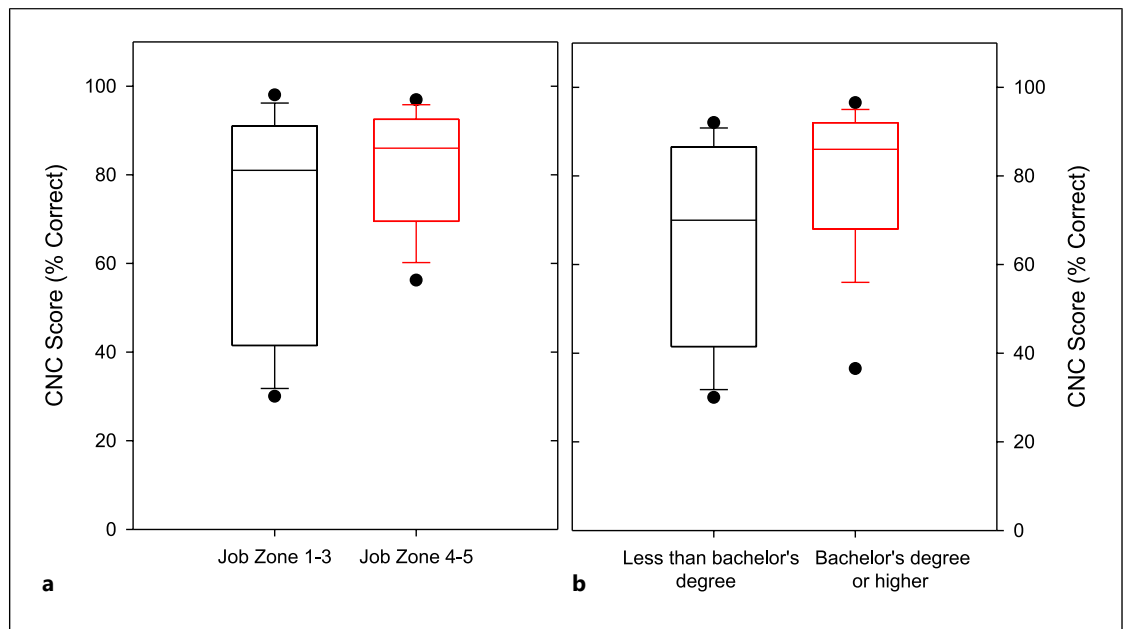 CNC Score (% Correct)
100
80
60
40
20
0
Job Zone 1-3
Job Zone 4-5
a
100
80
60
40
20
0
CNC Score (% Correct)
Less than bachelor's
degree
Bachelor's degree
or higher
b